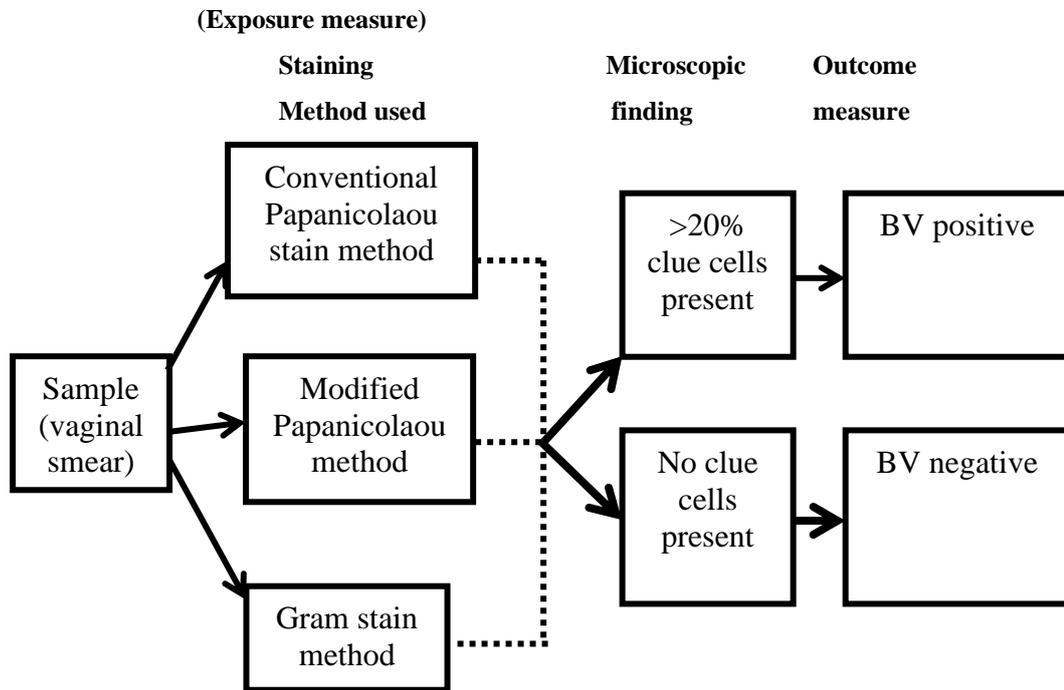 (Exposure measure)
Staining
Method used
Microscopic
finding
Outcome
measure
Conventional
Papanicolaou
stain method
>20%
clue cells
present
BV positive
Sample
(vaginal
smear)
Modified
Papanicolaou
method
No clue
cells
present
BV negative
Gram stain
method